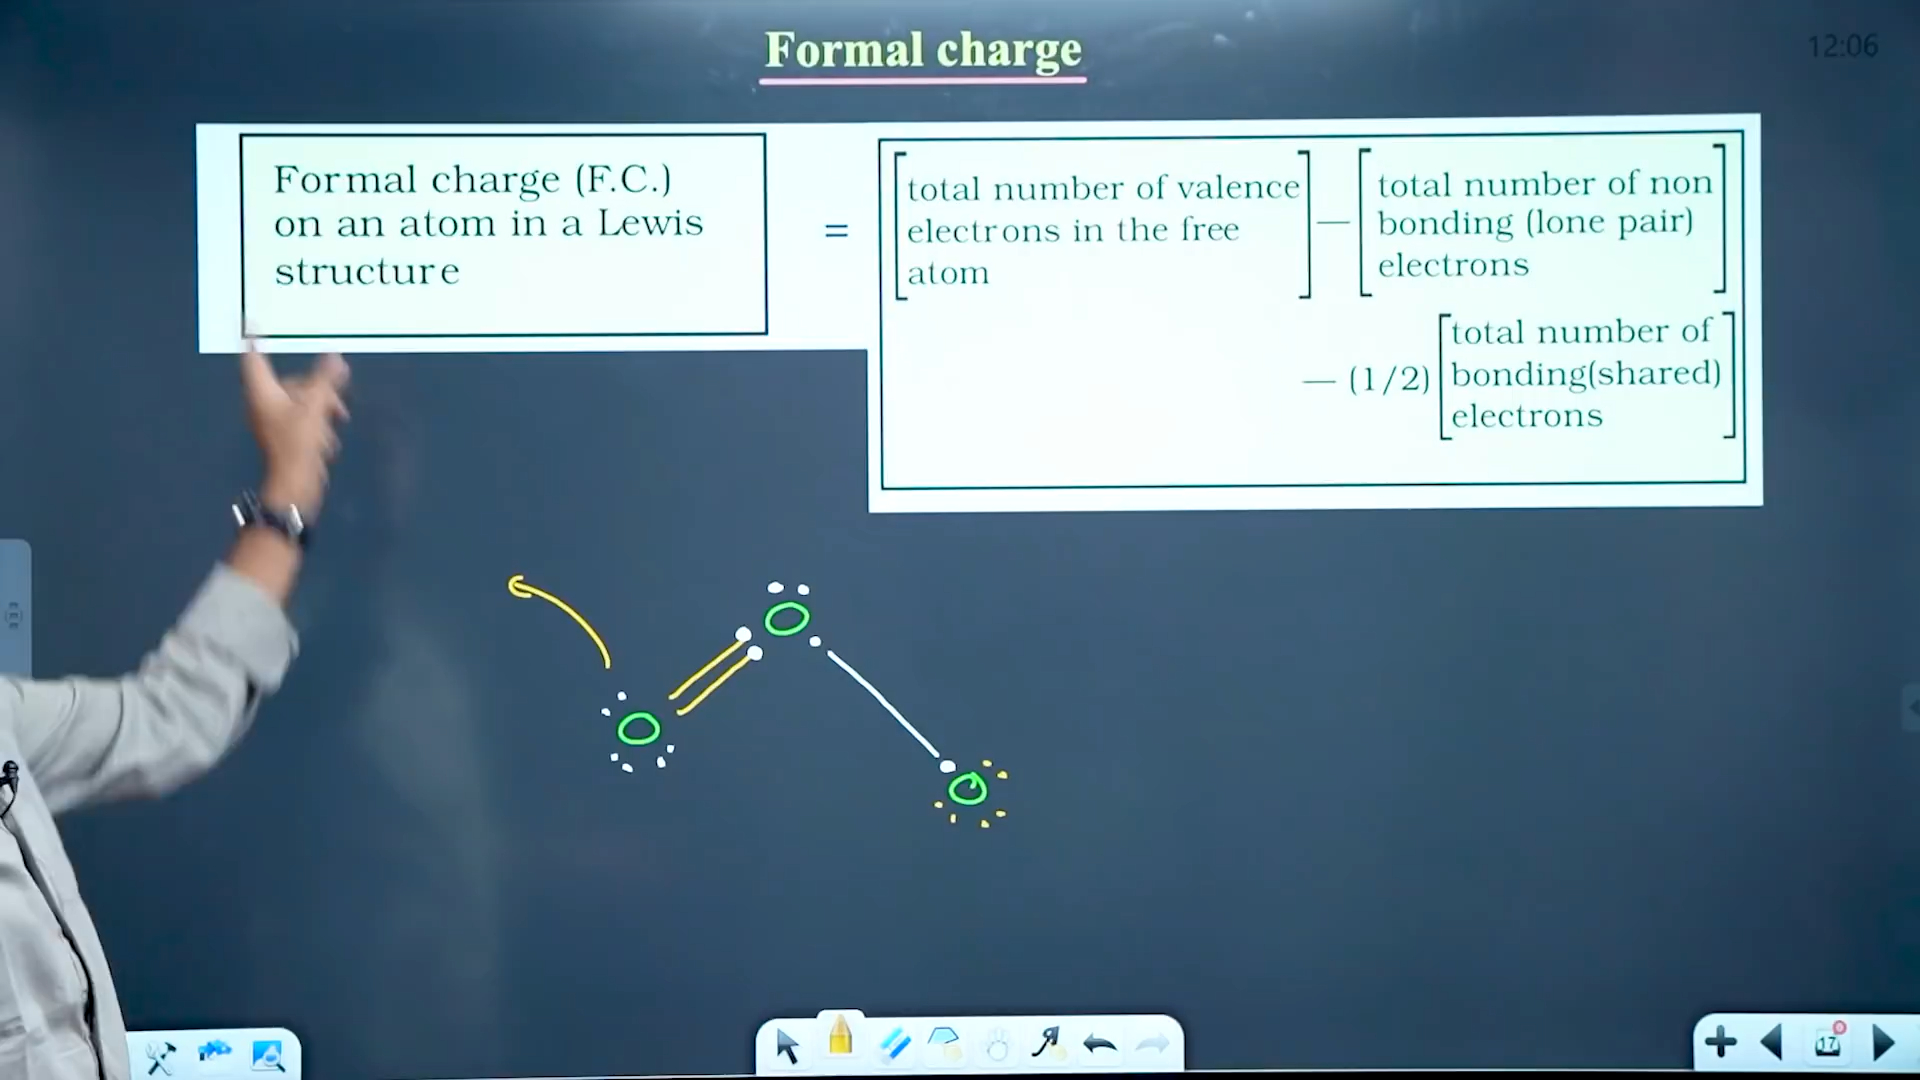 Formal charge
12:06
Formal charge (F.C.)
on an atom in a Lewis
structure
=
total number of valence
electrons in the free
atom
—
total number of non
bonding (lone pair)
electrons
— (1/2)
total number of
bonding(shared)
electrons
O
O
O
17